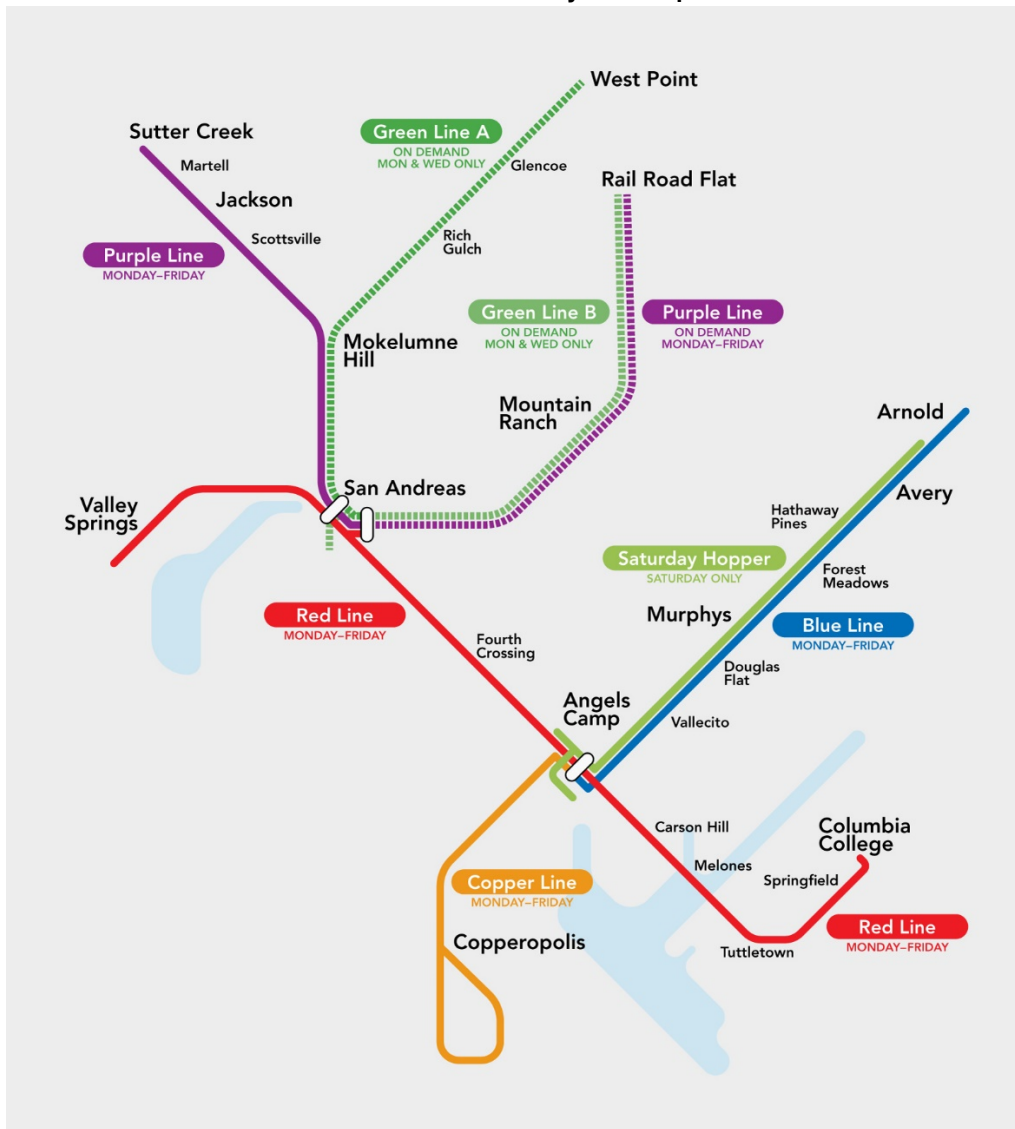 West Point
Sutter Creek
Green Line A
ON DEMAND
MON & WED ONLY
Martell
Glencoe
Rail Road Flat
Jackson
Scottsville
Rich
Gulch
Purple Line
MONDAY–FRIDAY
Green Line B
ON DEMAND
MON & WED ONLY
Purple Line
ON DEMAND
MONDAY–FRIDAY
Mokelumne
Hill
Mountain
Ranch
Arnold
San Andreas
Valley
Springs
Avery
Hathaway
Pines
Saturday Hopper
SATURDAY ONLY
Forest
Meadows
Red Line
MONDAY–FRIDAY
Murphys
Blue Line
MONDAY–FRIDAY
Fourth
Crossing
Douglas
Flat
Angels
Camp
Vallecito
Carson Hill
Columbia
College
Melones
Springfield
Copper Line
MONDAY–FRIDAY
Red Line
MONDAY–FRIDAY
Copperopolis
Tuttletown